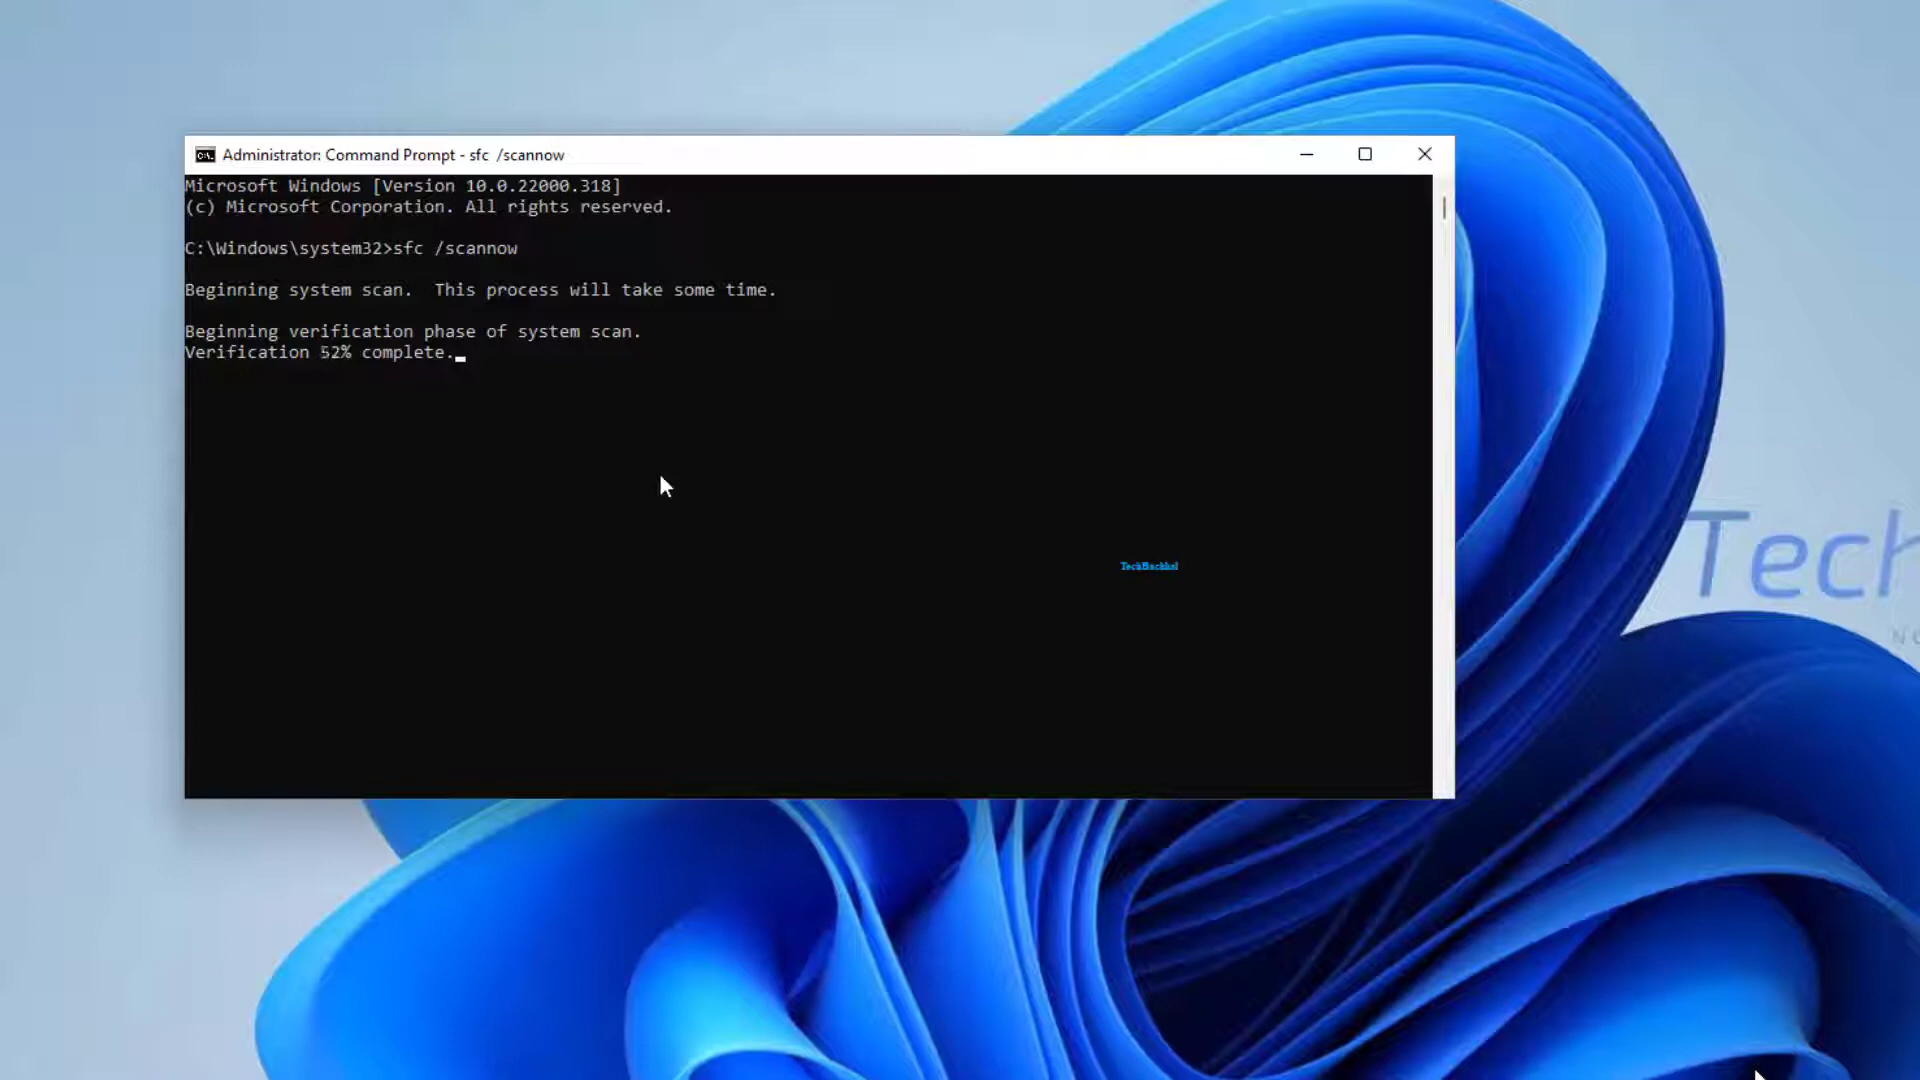 Administrator: Command Prompt - sfc  /scannow
Microsoft Windows [Version 10.0.22000.318]
(c) Microsoft Corporation. All rights reserved.
C:\Windows\system32>sfc /scannow
Beginning system scan.  This process will take some time.
Beginning verification phase of system scan.
Verification 52% complete.
Tech